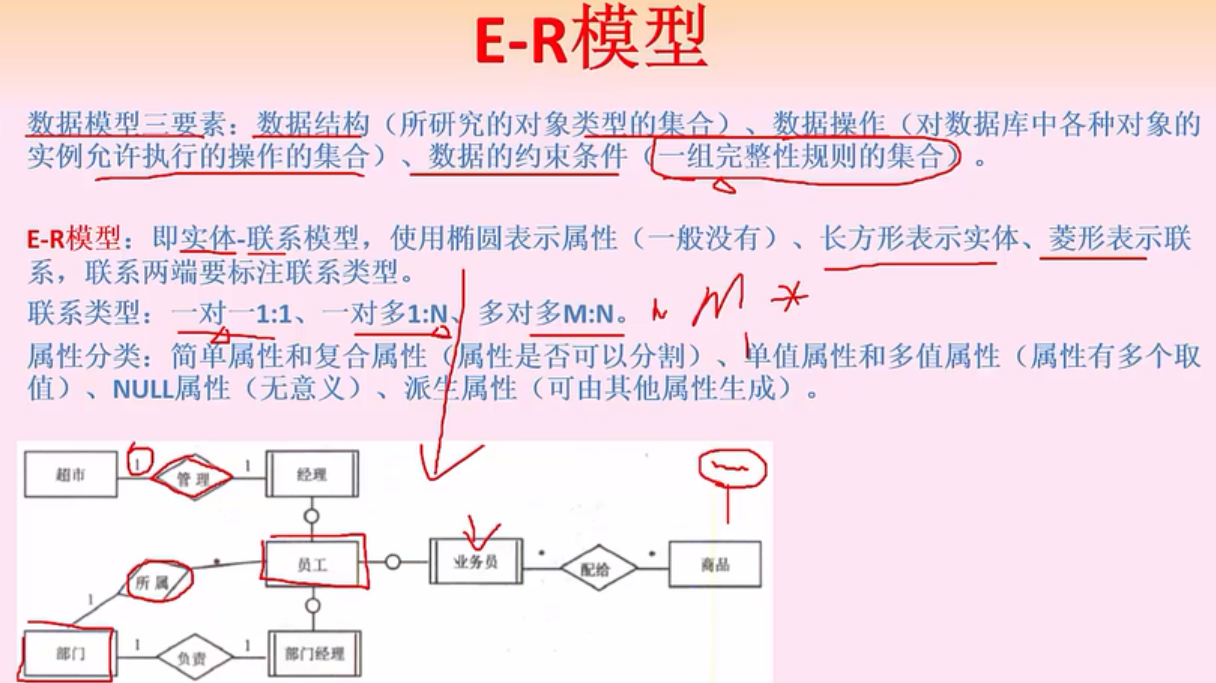 E-R模型
数据模型三要素：数据结构（所研究的对象类型的集合）、数据操作（对数据库中各种对象的
实例允许执行的操作的集合）、数据的约束条件（一组完整性规则的集合）。
E-R模型：即实体-联系模型，使用椭圆表示属性（一般没有）、长方形表示实体、菱形表示联
系，联系两端要标注联系类型。
联系类型：一对一1:1、一对多1:N、多对多M:N。 n M *
属性分类：简单属性和复合属性（属性是否可以分割）、单值属性和多值属性（属性有多个取
值）、NULL属性（无意义）、派生属性（可由其他属性生成）。
超市 1 管理 1 经理
员工 业务员 * 配给 * 商品
所属 *
1
部门 1 负责 1 部门经理